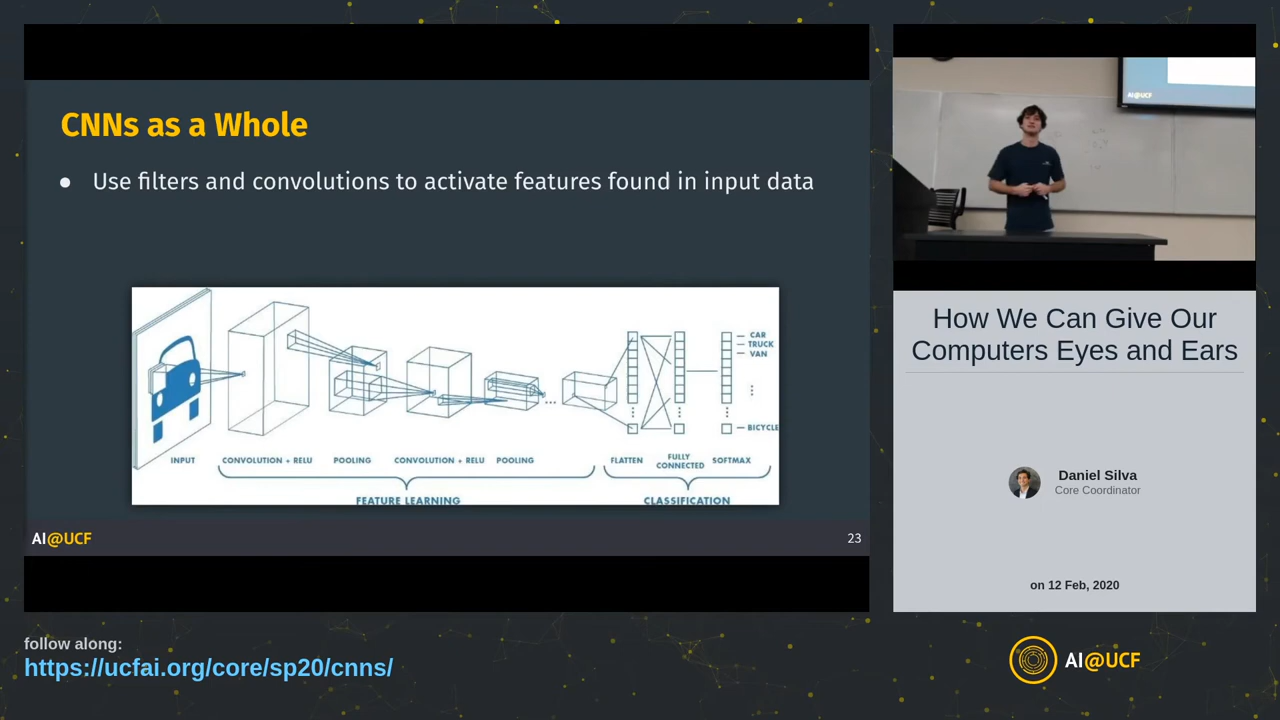 CNNs as a Whole
● Use filters and convolutions to activate features found in input data
CAR
TRUCK
VAN
BICYCLE
INPUT
CONVOLUTION + RELU
POOLING
CONVOLUTION + RELU
POOLING
FLATTEN
FULLY
CONNECTED
SOFTMAX
FEATURE LEARNING
CLASSIFICATION
AI@UCF
23
AI@UCF
How We Can Give Our
Computers Eyes and Ears
Daniel Silva
Core Coordinator
on 12 Feb, 2020
follow along:
https://ucfai.org/core/sp20/cnns/
AI@UCF